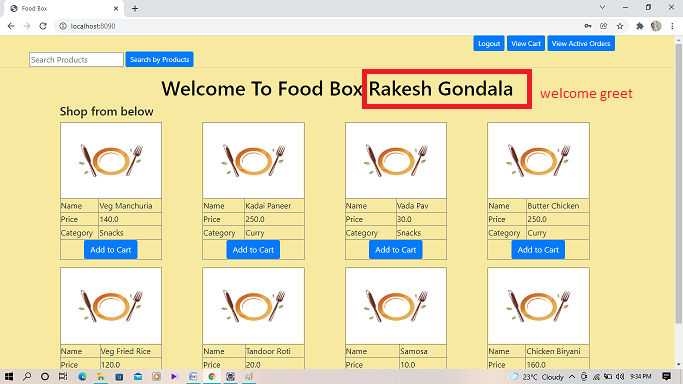 Food Box
localhost:8090
Logout View Cart View Active Orders
Search Products Search by Products
Welcome To Food Box Rakesh Gondala
welcome greet
Shop from below
Name Veg Manchuria Name Kadai Paneer Name Vada Pav Name Butter Chicken
Price 140.0 Price 250.0 Price 30.0 Price 250.0
Category Snacks Category Curry Category Snacks Category Curry
Add to Cart Add to Cart Add to Cart Add to Cart
Name Veg Fried Rice Name Tandoor Roti Name Samosa Name Chicken Biryani
Price 120.0 Price 20.0 Price 10.0 Price 160.0
23°C Cloudy 9:34 PM